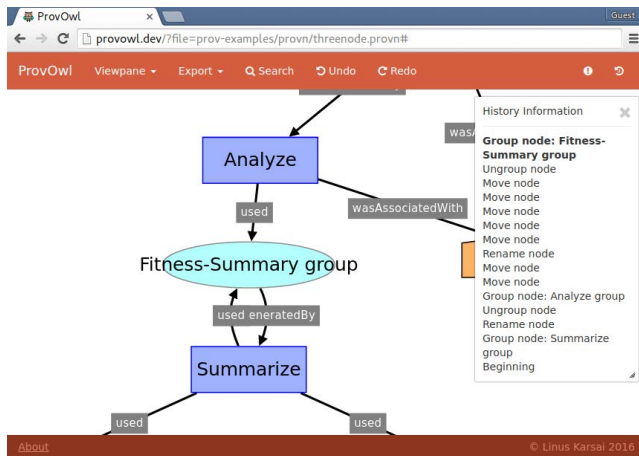 ProvOwl
Guest
provowl.dev/?file=prov-examples/provn/threenode.provn#
ProvOwl Viewpane Export Search Undo Redo
History Information
Group node: Fitness-
Summary group
Ungroup node
Move node
Move node
Move node
Move node
Move node
Rename node
Move node
Move node
Group node: Analyze group
Ungroup node
Rename node
Group node: Summarize
group
Beginning
Analyze
used
wasAssociatedWith
Fitness-Summary group
used eneratedBy
Summarize
used
used
About
© Linus Karsai 2016